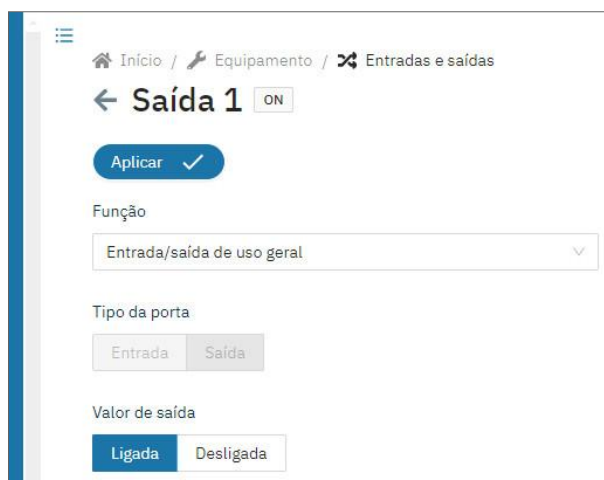 Início / Equipamento / Entradas e saídas
Saída 1 ON
Aplicar
Função
Entrada/saída de uso geral
Tipo da porta
Entrada Saída
Valor de saída
Ligada Desligada